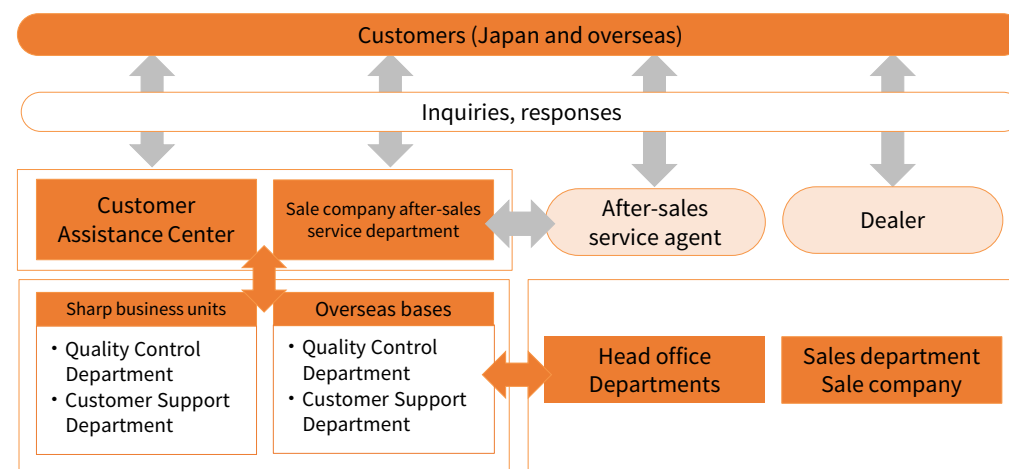 Customers (Japan and overseas)
Inquiries, responses
Customer
Assistance Center
Sale company after-sales
service department
After-sales
service agent
Dealer
Sharp business units
・Quality Control
Department
・Customer Support
Department
Overseas bases
・Quality Control
Department
・Customer Support
Department
Head office
Departments
Sales department
Sale company